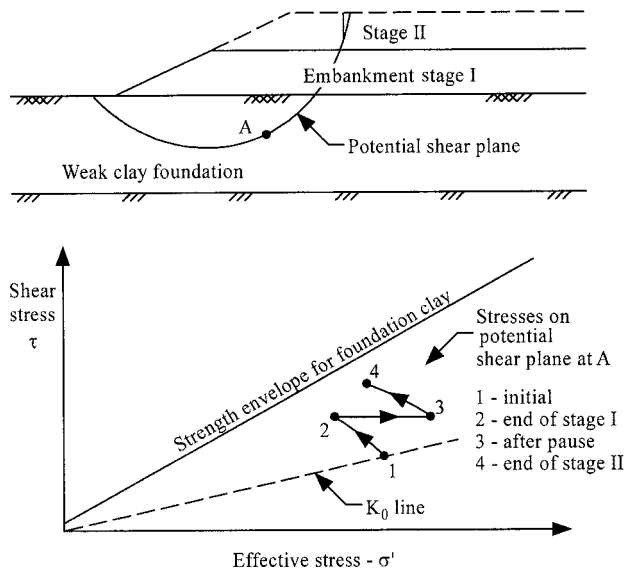 Stage II
Embankment stage I
A
Potential shear plane
Weak clay foundation
Shear
stress
τ
Strength envelope for foundation clay
Stresses on
potential
shear plane at A
4
3
2
1
1 - initial
2 - end of stage I
3 - after pause
4 - end of stage II
K₀ line
Effective stress - σ'